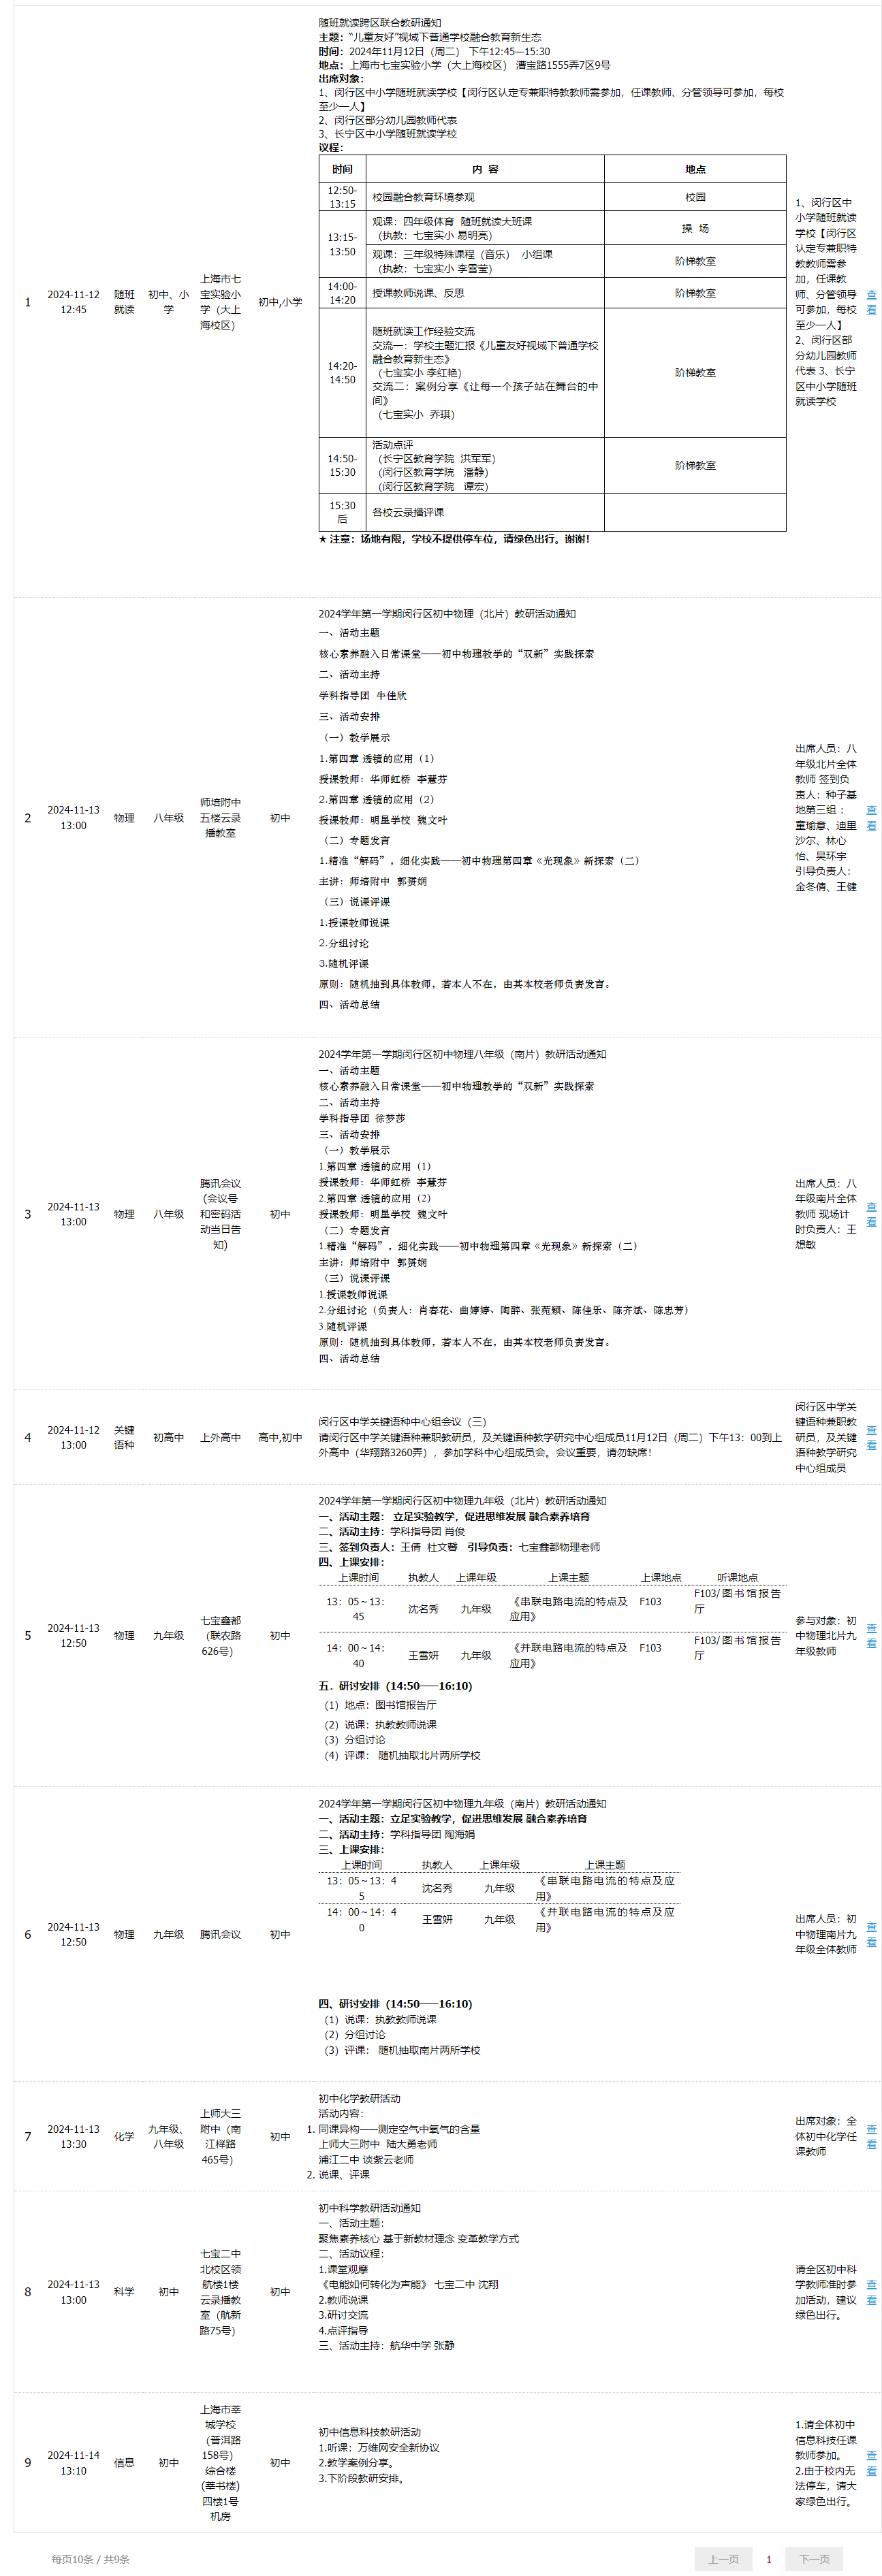 1
2024-11-12
12:45
随班
就读
初中、小
学
上海市七
宝实验小
学（大上
海校区）
初中,小学
随班就读跨区联合教研通知
主题：“儿童友好”视域下普通学校融合教育新生态
时间：2024年11月12日（周二） 下午12:45—15:30
地点：上海市七宝实验小学（大上海校区） 漕宝路1555弄7区9号
出席对象：
1、闵行区中小学随班就读学校【闵行区认定专兼职特教教师需参加，任课教师、分管领导可参加，每校
至少一人】
2、闵行区部分幼儿园教师代表
3、长宁区中小学随班就读学校
议程：
时间 内 容 地点
12:50-
13:15
校园融合教育环境参观 校园
13:15-
13:50
观课：四年级体育 随班就读大班课
（执教：七宝实小 易明亮）
操 场
观课：三年级特殊课程（音乐） 小组课
（执教：七宝实小 李雪莹）
阶梯教室
14:00-
14:20
授课教师说课、反思 阶梯教室
14:20-
14:50
随班就读工作经验交流
交流一：学校主题汇报《儿童友好视域下普通学校
融合教育新生态》
（七宝实小 李红艳）
交流二：案例分享《让每一个孩子站在舞台的中
间》
（七宝实小 乔琪）
阶梯教室
14:50-
15:30
活动点评
（长宁区教育学院 洪军军）
（闵行区教育学院 潘静）
（闵行区教育学院 谭宏）
阶梯教室
15:30
后
各校云录播评课
★ 注意：场地有限，学校不提供停车位，请绿色出行。谢谢！
1、闵行区中
小学随班就读
学校【闵行区
认定专兼职特
教教师需参
加，任课教
师、分管领导
可参加，每校
至少一人】
2、闵行区部
分幼儿园教师
代表 3、长宁
区中小学随班
就读学校
查
看
2
2024-11-13
13:00
物理
八年级
师培附中
五楼云录
播教室
初中
2024学年第一学期闵行区初中物理（北片）教研活动通知
一、活动主题
核心素养融入日常课堂——初中物理教学的“双新”实践探索
二、活动主持
学科指导团 牛佳欣
三、活动安排
（一）教学展示
1.第四章 透镜的应用（1）
授课教师：华师虹桥 李慧芬
2.第四章 透镜的应用（2）
授课教师：明星学校 魏文叶
（二）专题发言
1.精准“解码”，细化实践——初中物理第四章《光现象》新探索（二）
主讲：师培附中 郭赟娴
（三）说课评课
1.授课教师说课
2.分组讨论
3.随机评课
原则：随机抽到具体教师，若本人不在，由其本校老师负责发言。
四、活动总结
出席人员：八
年级北片全体
教师 签到负
责人：种子基
地第三组：
童瑜意、迪里
沙尔、林心
怡、吴环宇
引导负责人：
金冬倩、王健
查
看
3
2024-11-13
13:00
物理
八年级
腾讯会议
(会议号
和密码活
动当日告
知)
初中
2024学年第一学期闵行区初中物理八年级（南片）教研活动通知
一、活动主题
核心素养融入日常课堂——初中物理教学的“双新”实践探索
二、活动主持
学科指导团 徐梦莎
三、活动安排
（一）教学展示
1.第四章 透镜的应用（1）
授课教师：华师虹桥 李慧芬
2.第四章 透镜的应用（2）
授课教师：明星学校 魏文叶
（二）专题发言
1.精准“解码”，细化实践——初中物理第四章《光现象》新探索（二）
主讲：师培附中 郭赟娴
（三）说课评课
1.授课教师说课
2.分组讨论（负责人：肖春花、曲婷婷、陶醉、张菀颖、陈佳乐、陈齐斌、陈忠芳）
3.随机评课
原则：随机抽到具体教师，若本人不在，由其本校老师负责发言。
四、活动总结
出席人员：八
年级南片全体
教师 现场计
时负责人：王
想敏
查
看
4
2024-11-12
13:00
关键
语种
初高中
上外高中
高中,初中
闵行区中学关键语种中心组会议（三）
请闵行区中学关键语种兼职教研员，及关键语种教学研究中心组成员11月12日（周二）下午13：00到上
外高中（华翔路3260弄），参加学科中心组成员会。会议重要，请勿缺席！
闵行区中学关
键语种兼职教
研员，及关键
语种教学研究
中心组成员
查
看
5
2024-11-13
12:50
物理
九年级
七宝鑫都
（联农路
626号）
初中
2024学年第一学期闵行区初中物理九年级（北片）教研活动通知
一、活动主题： 立足实验教学，促进思维发展 融合素养培育
二、活动主持：学科指导团 肖俊
三、签到负责人：王倩 杜文馨 引导负责：七宝鑫都物理老师
四、上课安排：
上课时间 执教人 上课年级 上课主题 上课地点 听课地点
13：05～13：
45
沈名秀 九年级
《串联电路电流的特点及
应用》
F103
F103/图书馆报告
厅
14：00～14：
40
王雪妍 九年级
《并联电路电流的特点及
应用》
F103
F103/图书馆报告
厅
五．研讨安排（14:50——16:10）
（1）地点：图书馆报告厅
（2）说课：执教教师说课
（3）分组讨论
（4）评课： 随机抽取北片两所学校
参与对象：初
中物理北片九
年级教师
查
看
6
2024-11-13
12:50
物理
九年级
腾讯会议
初中
2024学年第一学期闵行区初中物理九年级（南片）教研活动通知
一、活动主题：立足实验教学，促进思维发展 融合素养培育
二、活动主持：学科指导团 陶海娟
三、上课安排：
上课时间 执教人 上课年级 上课主题
13：05～13：4
5
沈名秀 九年级
《串联电路电流的特点及应
用》
14：00～14：4
0
王雪妍 九年级
《并联电路电流的特点及应
用》
四、研讨安排（14:50——16:10）
（1）说课：执教教师说课
（2）分组讨论
（3）评课： 随机抽取南片两所学校
出席人员：初
中物理南片九
年级全体教师
查
看
7
2024-11-13
13:30
化学
九年级、
八年级
上师大三
附中（南
江桦路
465号）
初中
初中化学教研活动
活动内容：
1. 同课异构——测定空气中氧气的含量
上师大三附中 陆大勇老师
浦江二中 谈紫云老师
2. 说课、评课
出席对象：全
体初中化学任
课教师
查
看
8
2024-11-13
13:00
科学
初中
七宝二中
北校区领
航楼1楼
云录播教
室（航新
路75号）
初中
初中科学教研活动通知
一、活动主题：
聚焦素养核心 基于新教材理念 变革教学方式
二、活动议程：
1.课堂观摩
《电能如何转化为声能》 七宝二中 沈翔
2.教师说课
3.研讨交流
4.点评指导
三、活动主持：航华中学 张静
请全区初中科
学教师准时参
加活动，建议
绿色出行。
查
看
9
2024-11-14
13:10
信息
初中
上海市莘
城学校
（普洱路
158号）
综合楼
(莘书楼)
四楼1号
机房
初中
初中信息科技教研活动
1.听课：万维网安全新协议
2.教学案例分享。
3.下阶段教研安排。
1.请全体初中
信息科技任课
教师参加。
2.由于校内无
法停车，请大
家绿色出行。
查
看
每页10条 / 共9条
上一页 1 下一页